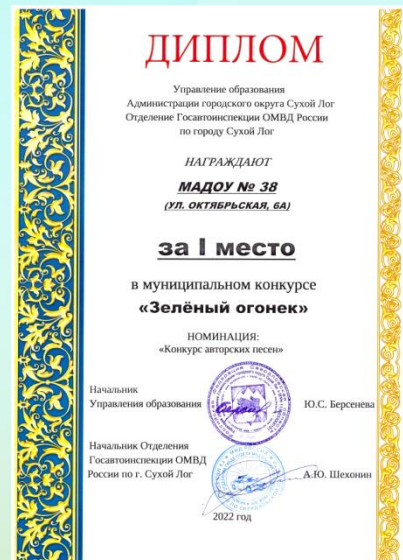 ДИПЛОМ
Управление образования
Администрации городского округа Сухой Лог
Отделение Госавтоинспекции ОМВД России
по городу Сухой Лог
НАГРАЖДАЮТ
МАДОУ № 38
(УЛ. ОКТЯБРЬСКАЯ, 6А)
за I место
в муниципальном конкурсе
«Зелёный огонек»
НОМИНАЦИЯ:
«Конкурс авторских песен»
Начальник
Управления образования Ю.С. Берсенева
Начальник Отделения
Госавтоинспекции ОМВД
России по г. Сухой Лог А.Ю. Шехонин
2022 год